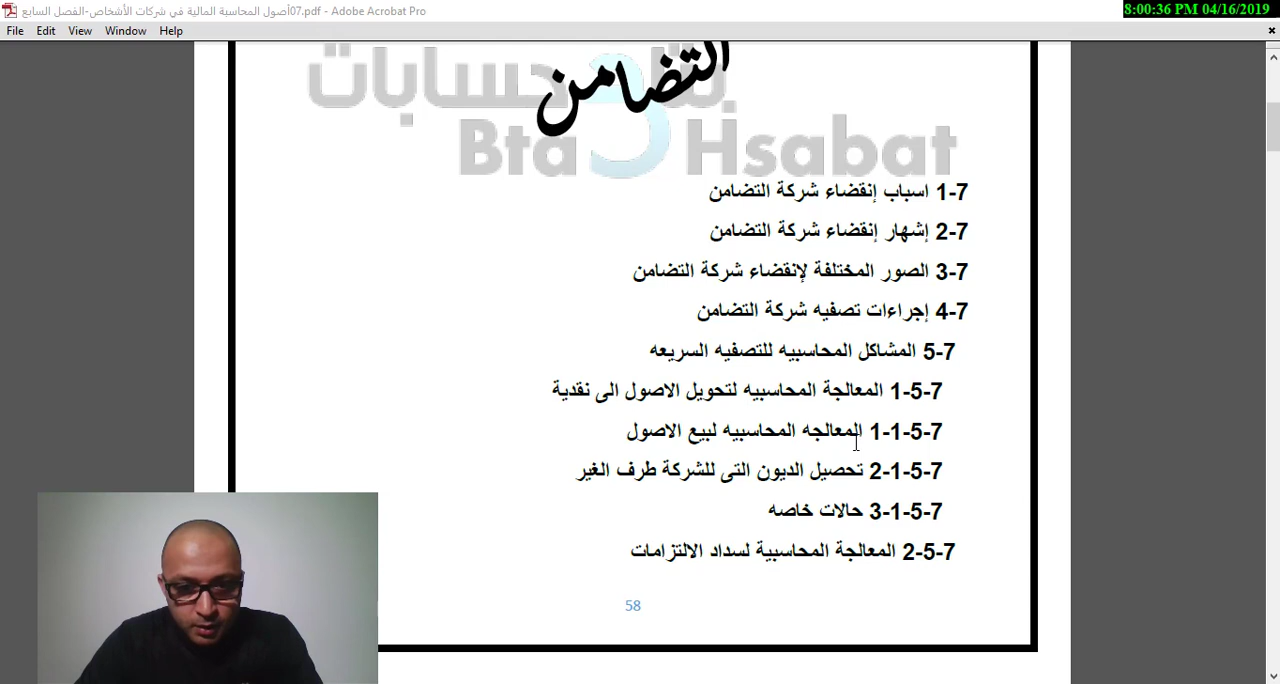 07أصول المحاسبة المالية في شركات الأشخاص-الفصل السابع.pdf - Adobe Acrobat Pro
8:00:36 PM 04/16/2019
File Edit View Window Help
التضامن
بتاع حسابات
Bta3 Hsabat
1-7 اسباب إنقضاء شركة التضامن
2-7 إشهار إنقضاء شركة التضامن
3-7 الصور المختلفة لإنقضاء شركة التضامن
4-7 إجراءات تصفيه شركة التضامن
5-7 المشاكل المحاسبيه للتصفيه السريعه
1-5-7 المعالجة المحاسبيه لتحويل الاصول الى نقدية
1-1-5-7 المعالجه المحاسبيه لبيع الاصول
2-1-5-7 تحصيل الديون التى للشركة طرف الغير
3-1-5-7 حالات خاصه
2-5-7 المعالجة المحاسبية لسداد الالتزامات
58